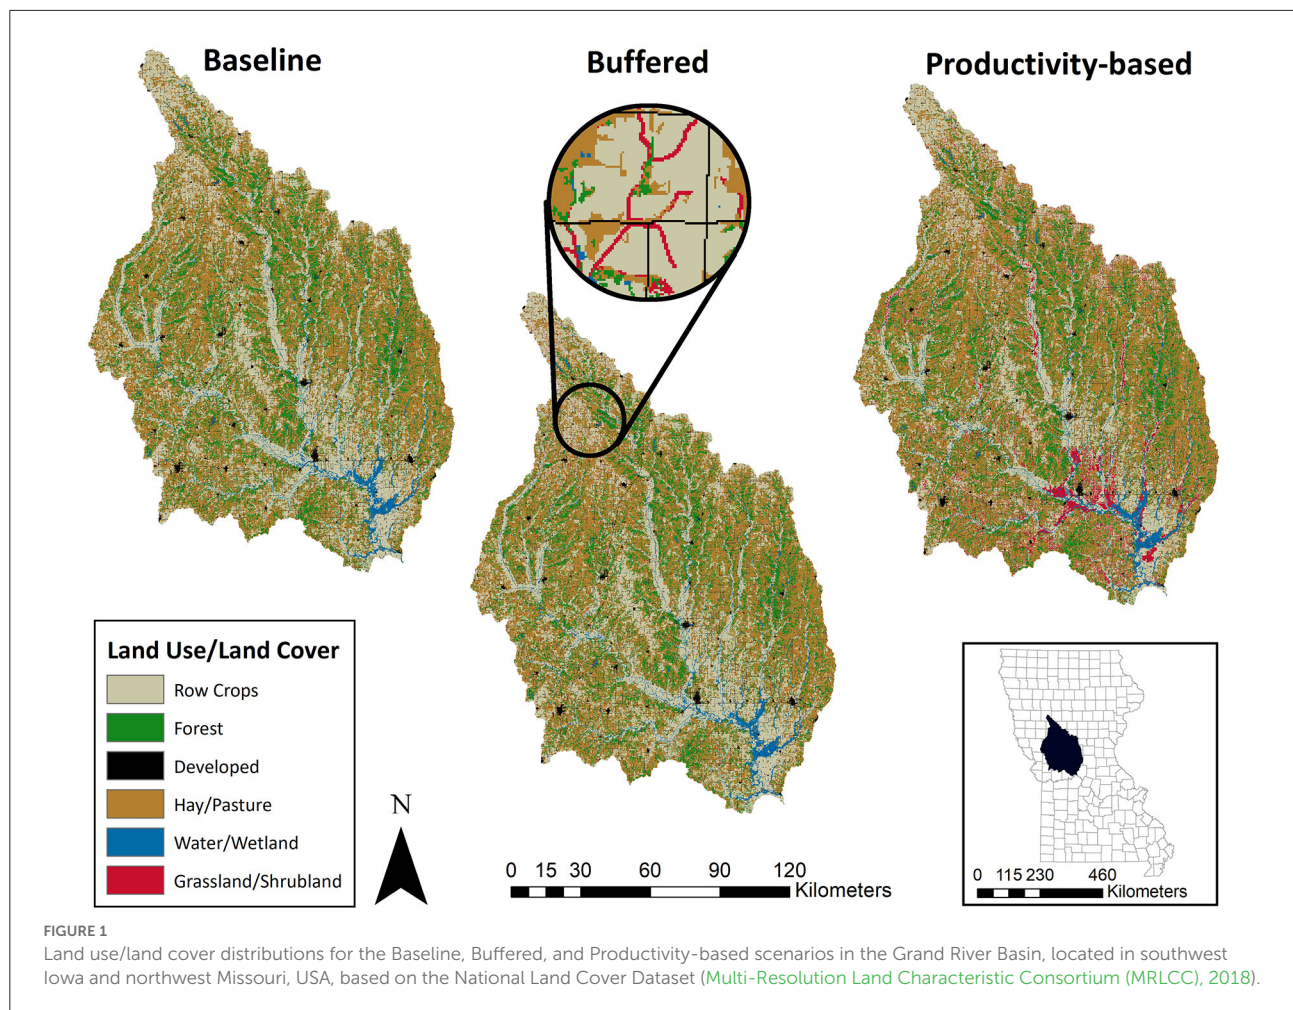 Baseline
Buffered
Productivity-based
Land Use/Land Cover
Row Crops
Forest
Developed
Hay/Pasture
Water/Wetland
Grassland/Shrubland
N
0 15 30 60 90 120
Kilometers
0 115 230 460
Kilometers
FIGURE 1
Land use/land cover distributions for the Baseline, Buffered, and Productivity-based scenarios in the Grand River Basin, located in southwest
Iowa and northwest Missouri, USA, based on the National Land Cover Dataset (Multi-Resolution Land Characteristic Consortium (MRLCC), 2018).